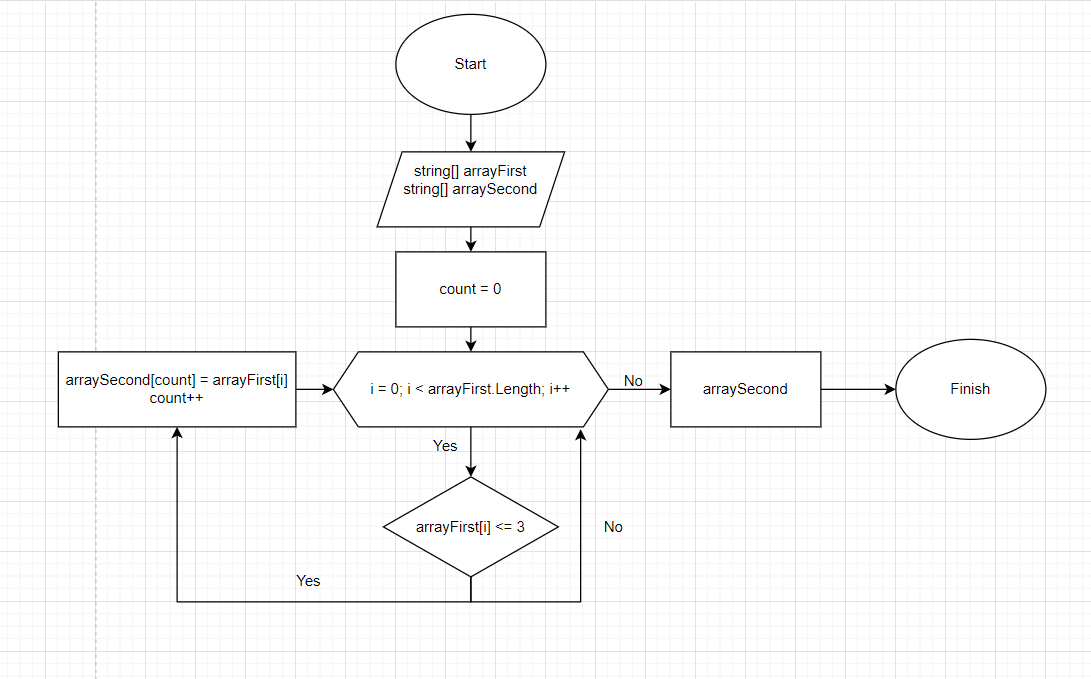 Start
string[] arrayFirst
string[] arraySecond
count = 0
arraySecond[count] = arrayFirst[i]
count++
i = 0; i < arrayFirst.Length; i++
No
arraySecond
Finish
Yes
arrayFirst[i] <= 3
No
Yes